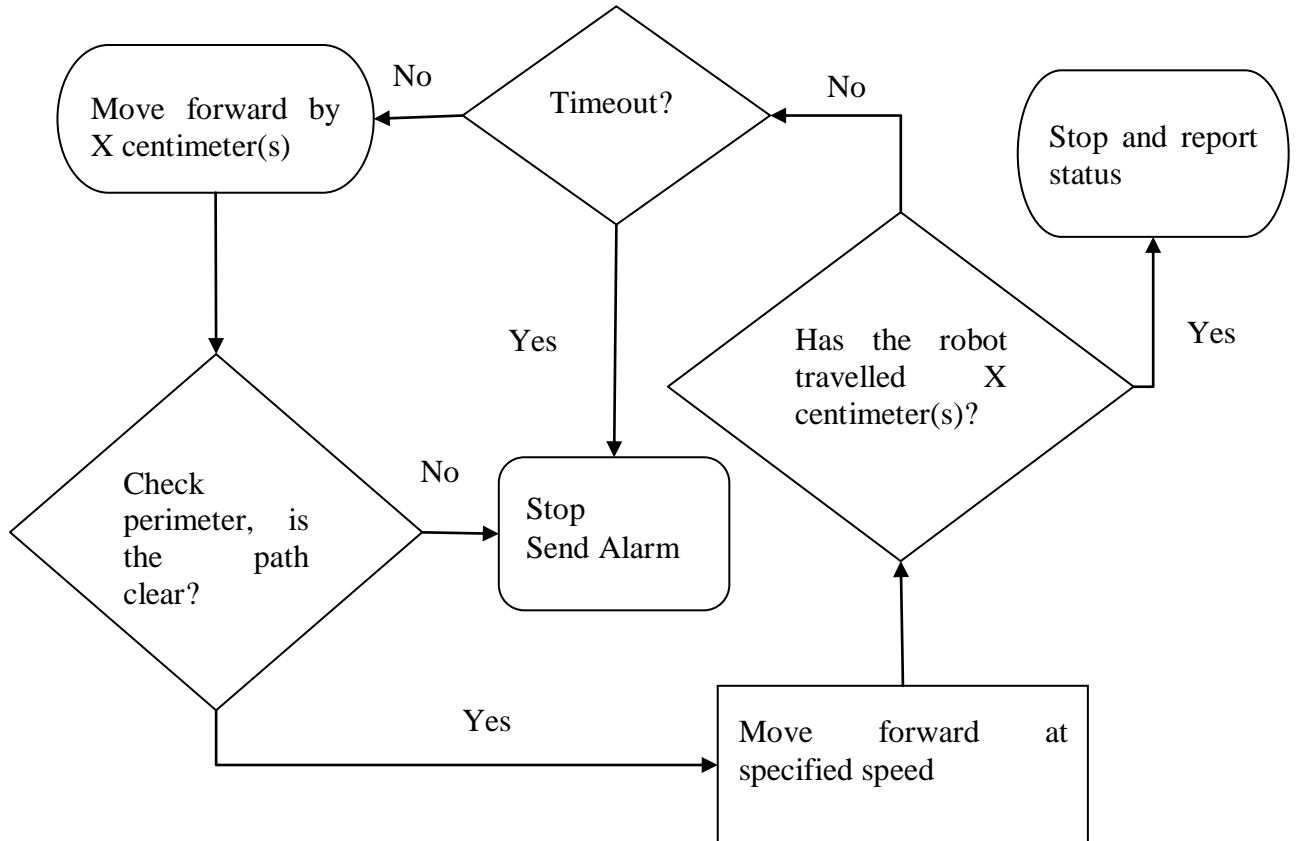 No
Move forward by
X centimeter(s)
Timeout?
No
Stop and report
status
Yes
Has the robot
travelled X
centimeter(s)?
Yes
Check
perimeter, is
the path
clear?
No
Stop
Send Alarm
Yes
Move forward at
specified speed